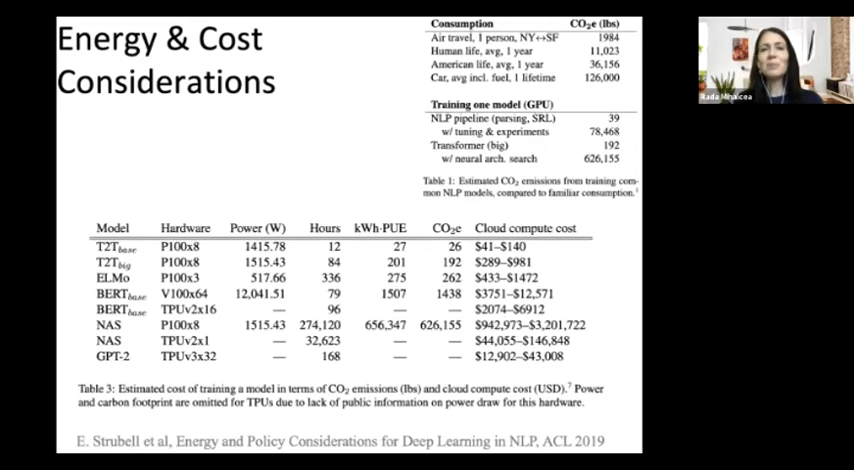 Energy & Cost
Considerations
Consumption CO₂e (lbs)
Air travel, 1 person, NY↔SF 1984
Human life, avg, 1 year 11,023
American life, avg, 1 year 36,156
Car, avg incl. fuel, 1 lifetime 126,000
Training one model (GPU)
NLP pipeline (parsing, SRL) 39
w/ tuning & experiments 78,468
Transformer (big) 192
w/ neural arch. search 626,155
Table 1: Estimated CO₂ emissions from training com-
mon NLP models, compared to familiar consumption.¹
Rada Mihalcea
Model Hardware Power (W) Hours kWh·PUE CO₂e Cloud compute cost
T2Tbase P100x8 1415.78 12 27 26 $41–$140
T2Tbig P100x8 1515.43 84 201 192 $289–$981
ELMo P100x3 517.66 336 275 262 $433–$1472
BERTbase V100x64 12,041.51 79 1507 1438 $3751–$12,571
BERTbase TPUv2x16 — 96 — — $2074–$6912
NAS P100x8 1515.43 274,120 656,347 626,155 $942,973–$3,201,722
NAS TPUv2x1 — 32,623 — — $44,055–$146,848
GPT-2 TPUv3x32 — 168 — — $12,902–$43,008
Table 3: Estimated cost of training a model in terms of CO₂ emissions (lbs) and cloud compute cost (USD).⁷ Power
and carbon footprint are omitted for TPUs due to lack of public information on power draw for this hardware.
E. Strubell et al, Energy and Policy Considerations for Deep Learning in NLP, ACL 2019